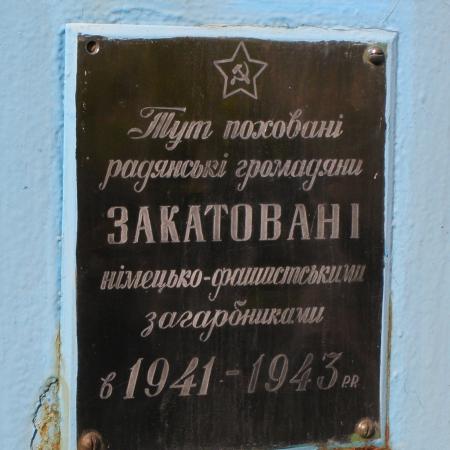 Тут поховані
радянські громадяни
ЗАКАТОВАНІ
німецько-фашистськими
загарбниками
в 1941-1943 р.р.